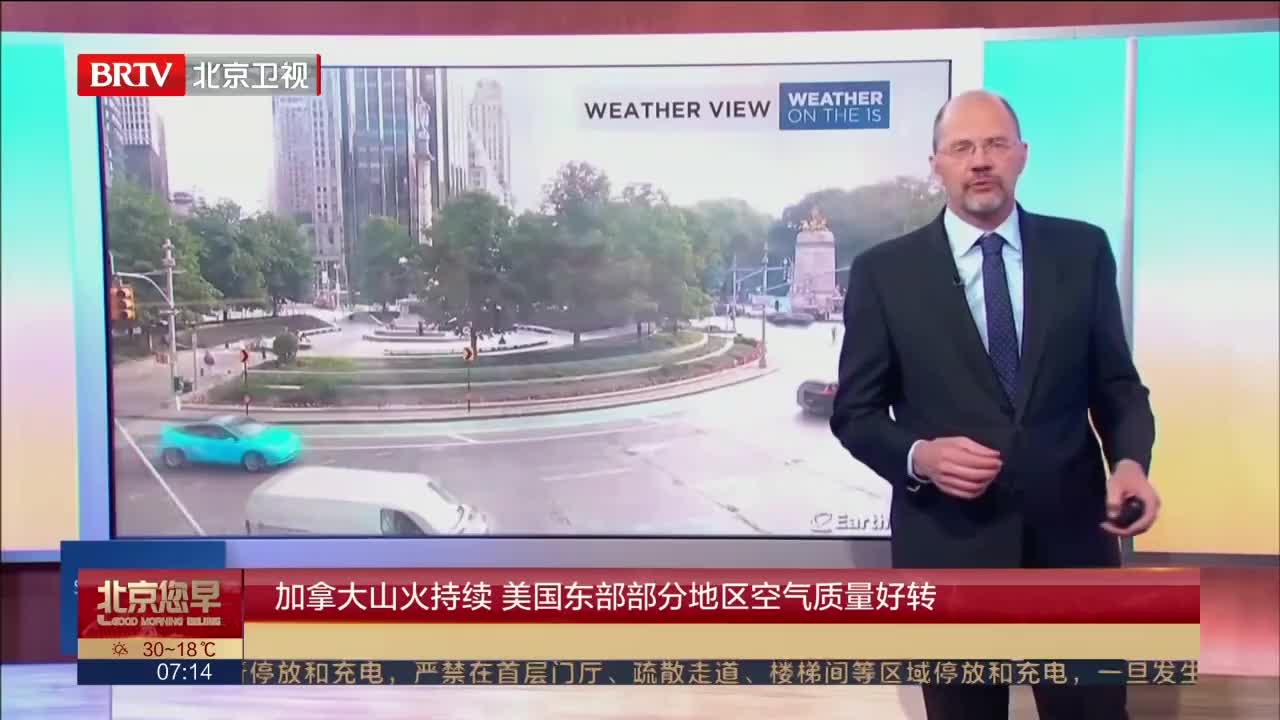 BRTV 北京卫视
WEATHER VIEW
WEATHER
ON THE 1S
Earth
北京您早
GOOD MORNING BEIJING
加拿大山火持续 美国东部部分地区空气质量好转
30~18℃
07:14
停放和充电，严禁在首层门厅、疏散走道、楼梯间等区域停放和充电，一旦发生